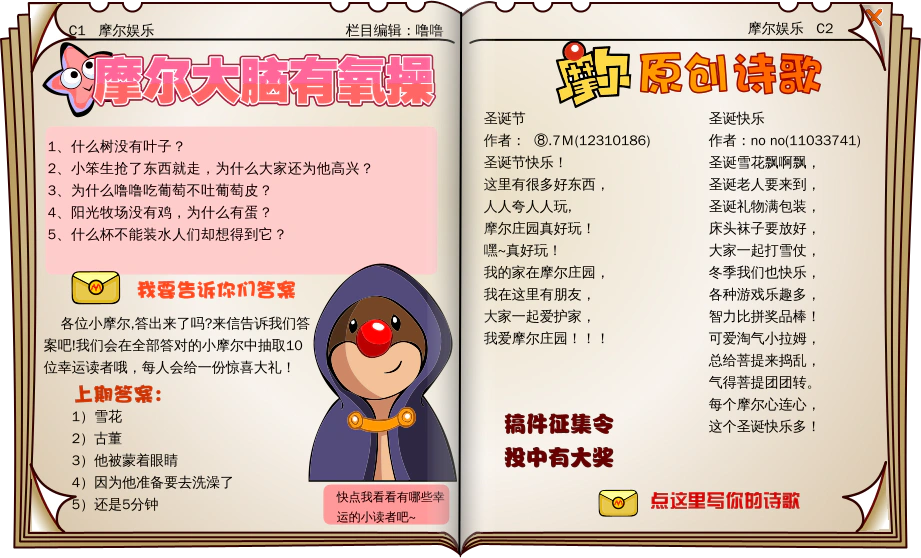 C1 摩尔娱乐
栏目编辑：噜噜
摩尔大脑有氧操
1、什么树没有叶子？
2、小笨生抢了东西就走，为什么大家还为他高兴？
3、为什么噜噜吃葡萄不吐葡萄皮？
4、阳光牧场没有鸡，为什么有蛋？
5、什么杯不能装水人们却想得到它？
我要告诉你们答案
各位小摩尔,答出来了吗?来信告诉我们答
案吧!我们会在全部答对的小摩尔中抽取10
位幸运读者哦，每人会给一份惊喜大礼！
上期答案：
1）雪花
2）古董
3）他被蒙着眼睛
4）因为他准备要去洗澡了
5）还是5分钟
快点我看看有哪些幸
运的小读者吧~
摩尔娱乐 C2
摩尔原创诗歌
圣诞节
作者： ⑧.7Ｍ(12310186)
圣诞节快乐！
这里有很多好东西，
人人夸人人玩,
摩尔庄园真好玩！
嘿~真好玩！
我的家在摩尔庄园，
我在这里有朋友，
大家一起爱护家，
我爱摩尔庄园！！！
稿件征集令
投中有大奖
圣诞快乐
作者：no no(11033741)
圣诞雪花飘啊飘，
圣诞老人要来到，
圣诞礼物满包装，
床头袜子要放好，
大家一起打雪仗，
冬季我们也快乐，
各种游戏乐趣多，
智力比拼奖品棒！
可爱淘气小拉姆，
总给菩提来捣乱，
气得菩提团团转。
每个摩尔心连心，
这个圣诞快乐多！
点这里写你的诗歌